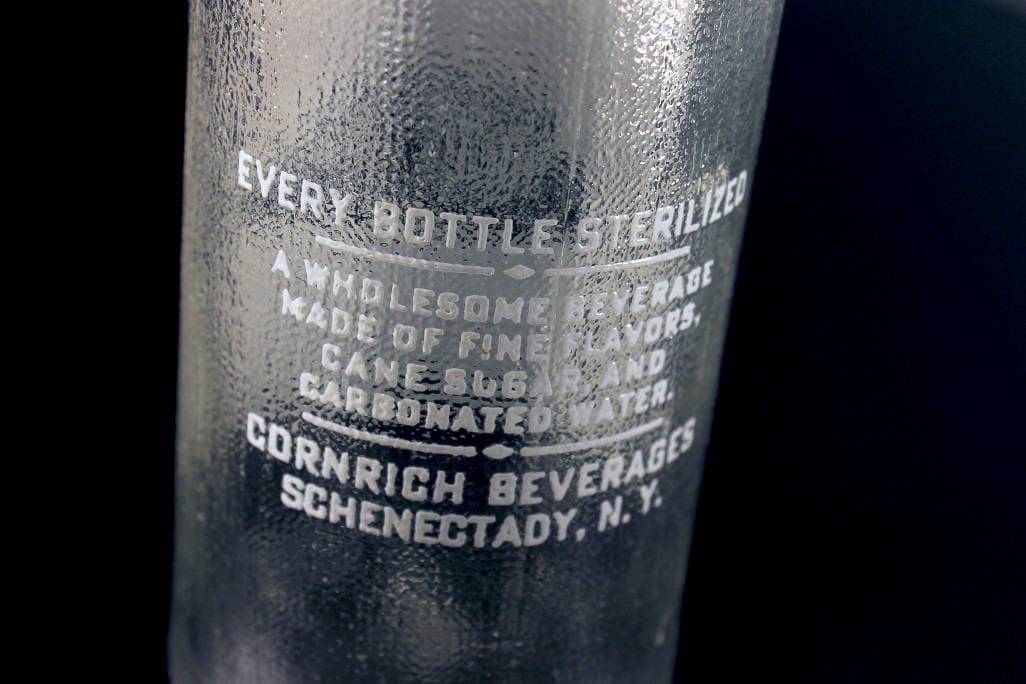 EVERY BOTTLE STERILIZED
A WHOLESOME BEVERAGE
MADE OF FINE FLAVORS,
CANE SUGAR, AND
CARBONATED WATER.
CORNRICH BEVERAGES
SCHENECTADY, N. Y.